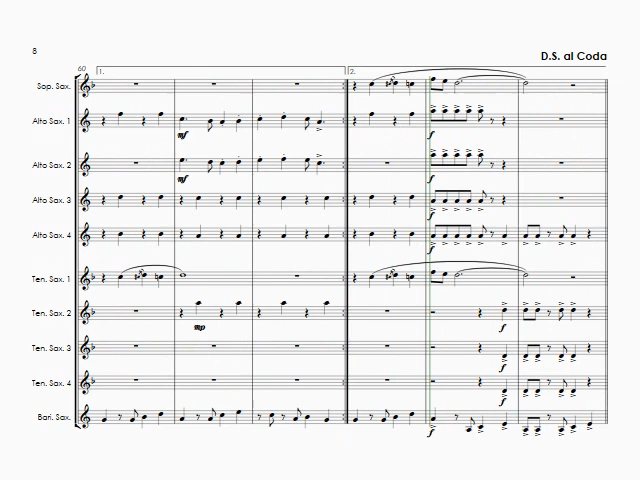 8
D.S. al Coda
60
1.
2.
Sop. Sax.
Alto Sax. 1
mf
f
Alto Sax. 2
mf
f
Alto Sax. 3
f
Alto Sax. 4
f
Ten. Sax. 1
Ten. Sax. 2
mp
f
Ten. Sax. 3
f
Ten. Sax. 4
f
Bari. Sax.
f